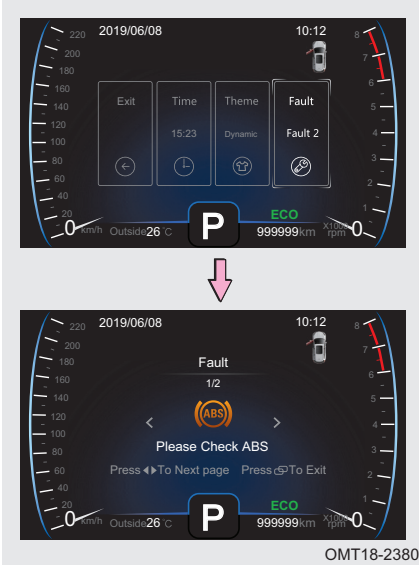 2019/06/08 10:12
220
200
180
160
140
120
100
80
60
40
20
0 km/h
8
7
6
5
4
3
2
1
0
X1000 rpm
Exit Time Theme Fault
15:23 Dynamic Fault 2
ECO
Outside 26 °C P 999999 km
2019/06/08 10:12
220
200
180
160
140
120
100
80
60
40
20
0 km/h
8
7
6
5
4
3
2
1
0
X1000 rpm
Fault
1/2
< (ABS) >
Please Check ABS
Press ◀▶To Next page Press To Exit
ECO
Outside 26 °C P 999999 km
OMT18-2380